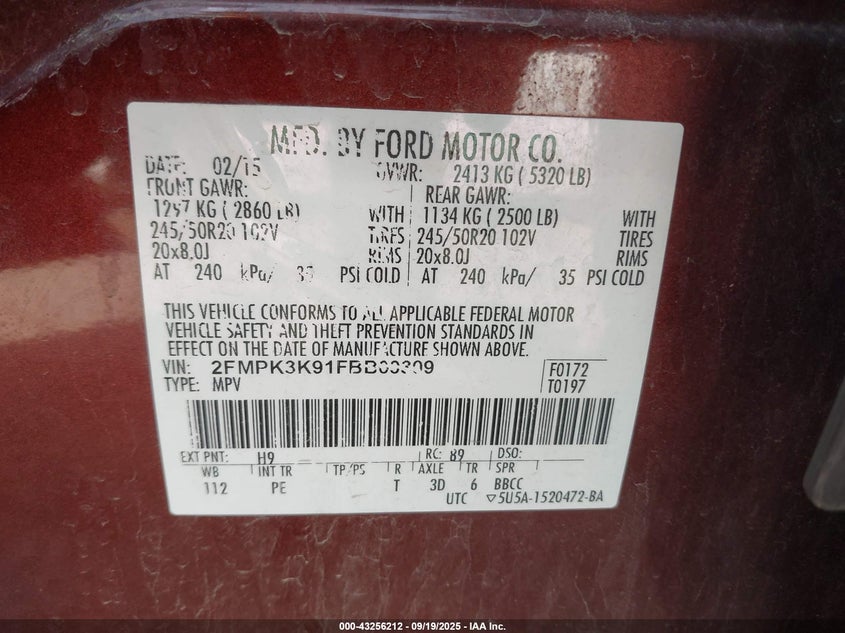 MFD. BY FORD MOTOR CO.
DATE: 02/15 GVWR: 2413 KG ( 5320 LB)
FRONT GAWR: REAR GAWR:
1297 KG ( 2860 LB) WITH 1134 KG ( 2500 LB) WITH
245/50R20 102V TIRES 245/50R20 102V TIRES
20x8.0J RIMS 20x8.0J RIMS
AT 240 kPa/ 35 PSI COLD AT 240 kPa/ 35 PSI COLD
THIS VEHICLE CONFORMS TO ALL APPLICABLE FEDERAL MOTOR
VEHICLE SAFETY AND THEFT PREVENTION STANDARDS IN
EFFECT ON THE DATE OF MANUFACTURE SHOWN ABOVE.
VIN: F0172
TYPE: MPV T0197
EXT PNT: H9 RC: 89 DSO:
WB INT TR TP/PS R AXLE TR SPR
112 PE T 3D 6 BBCC
UTC ▽5U5A-1520472-BA
000-43256212 - 09/19/2025 - IAA Inc.